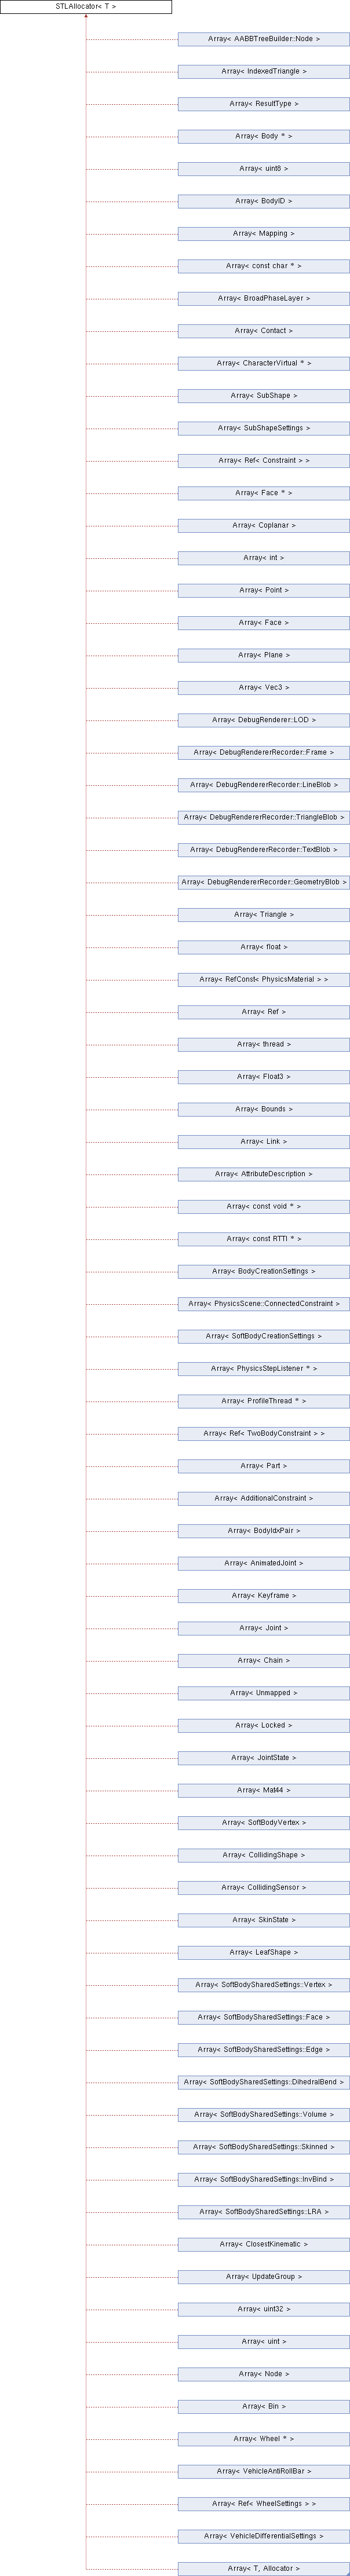 STLAllocator< T >
Array< AABBTreeBuilder::Node >
Array< IndexedTriangle >
Array< ResultType >
Array< Body * >
Array< uint8 >
Array< BodyID >
Array< Mapping >
Array< const char * >
Array< BroadPhaseLayer >
Array< Contact >
Array< CharacterVirtual * >
Array< SubShape >
Array< SubShapeSettings >
Array< Ref< Constraint > >
Array< Face * >
Array< Coplanar >
Array< int >
Array< Point >
Array< Face >
Array< Plane >
Array< Vec3 >
Array< DebugRenderer::LOD >
Array< DebugRendererRecorder::Frame >
Array< DebugRendererRecorder::LineBlob >
Array< DebugRendererRecorder::TriangleBlob >
Array< DebugRendererRecorder::TextBlob >
Array< DebugRendererRecorder::GeometryBlob >
Array< Triangle >
Array< float >
Array< RefConst< PhysicsMaterial > >
Array< Ref >
Array< thread >
Array< Float3 >
Array< Bounds >
Array< Link >
Array< AttributeDescription >
Array< const void * >
Array< const RTTI * >
Array< BodyCreationSettings >
Array< PhysicsScene::ConnectedConstraint >
Array< SoftBodyCreationSettings >
Array< PhysicsStepListener * >
Array< ProfileThread * >
Array< Ref< TwoBodyConstraint > >
Array< Part >
Array< AdditionalConstraint >
Array< BodyIdxPair >
Array< AnimatedJoint >
Array< Keyframe >
Array< Joint >
Array< Chain >
Array< Unmapped >
Array< Locked >
Array< JointState >
Array< Mat44 >
Array< SoftBodyVertex >
Array< CollidingShape >
Array< CollidingSensor >
Array< SkinState >
Array< LeafShape >
Array< SoftBodySharedSettings::Vertex >
Array< SoftBodySharedSettings::Face >
Array< SoftBodySharedSettings::Edge >
Array< SoftBodySharedSettings::DihedralBend >
Array< SoftBodySharedSettings::Volume >
Array< SoftBodySharedSettings::Skinned >
Array< SoftBodySharedSettings::InvBind >
Array< SoftBodySharedSettings::LRA >
Array< ClosestKinematic >
Array< UpdateGroup >
Array< uint32 >
Array< uint >
Array< Node >
Array< Bin >
Array< Wheel * >
Array< VehicleAntiRollBar >
Array< Ref< WheelSettings > >
Array< VehicleDifferentialSettings >
Array< T, Allocator >